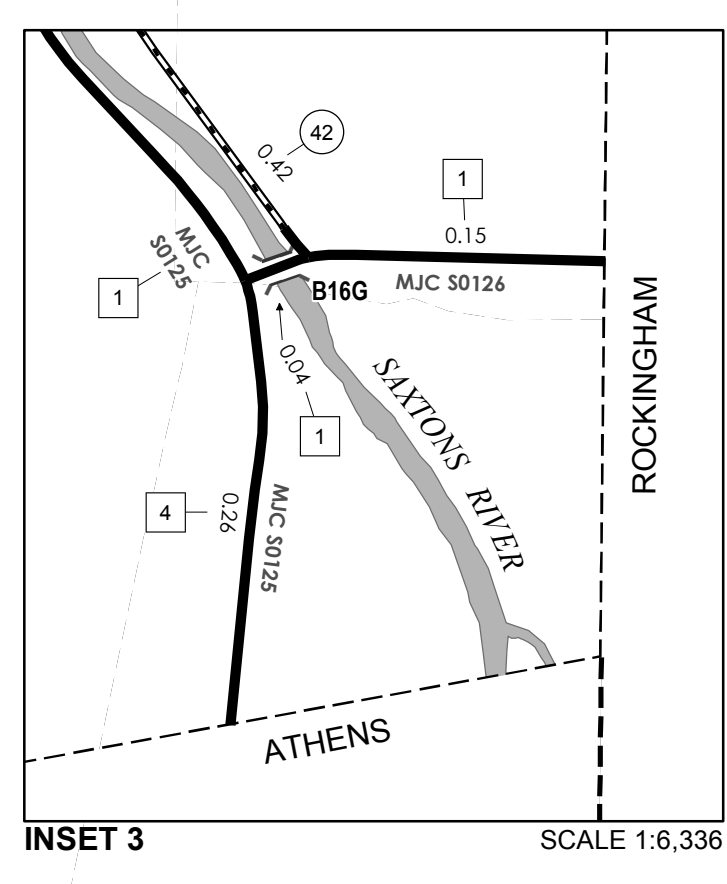 42
0.42
1
0.15
MJC
S0125
MJC S0126
1
B16G
ROCKINGHAM
0.04
1
SAXTONS RIVER
4
0.26
MJC S0125
ATHENS
INSET 3
SCALE 1:6,336